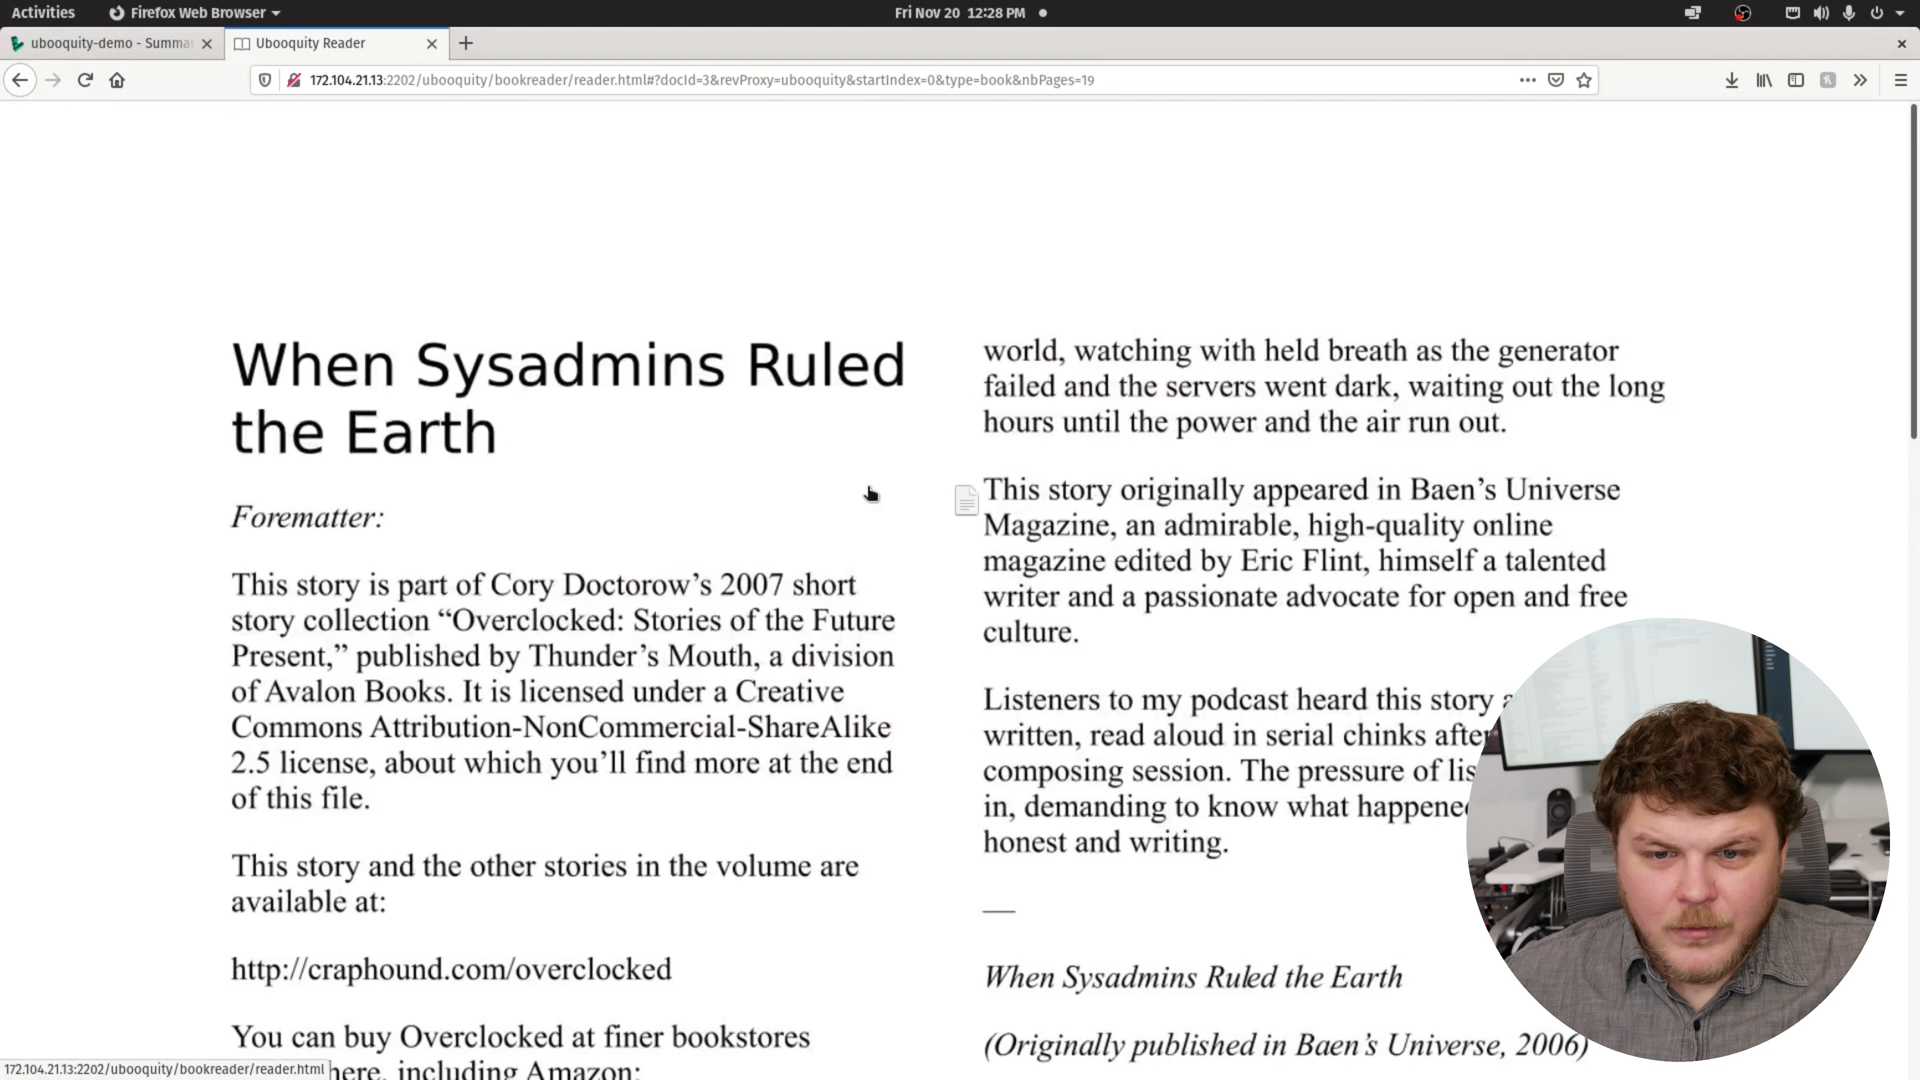 Activities
Firefox Web Browser
Fri Nov 20 12:28 PM
ubooquity-demo - Summa
Ubooquity Reader
172.104.21.13:2202/ubooquity/bookreader/reader.html#?docId=3&revProxy=ubooquity&startIndex=0&type=book&nbPages=19
When Sysadmins Ruled
the Earth
Forematter:
This story is part of Cory Doctorow’s 2007 short
story collection “Overclocked: Stories of the Future
Present,” published by Thunder’s Mouth, a division
of Avalon Books. It is licensed under a Creative
Commons Attribution-NonCommercial-ShareAlike
2.5 license, about which you’ll find more at the end
of this file.
This story and the other stories in the volume are
available at:
http://craphound.com/overclocked
You can buy Overclocked at finer bookstores
here, including Amazon:
world, watching with held breath as the generator
failed and the servers went dark, waiting out the long
hours until the power and the air run out.
This story originally appeared in Baen’s Universe
Magazine, an admirable, high-quality online
magazine edited by Eric Flint, himself a talented
writer and a passionate advocate for open and free
culture.
Listeners to my podcast heard this story
written, read aloud in serial chinks after
composing session. The pressure of lis
in, demanding to know what happened
honest and writing.
—
When Sysadmins Ruled the Earth
(Originally published in Baen’s Universe, 2006)
172.104.21.13:2202/ubooquity/bookreader/reader.html